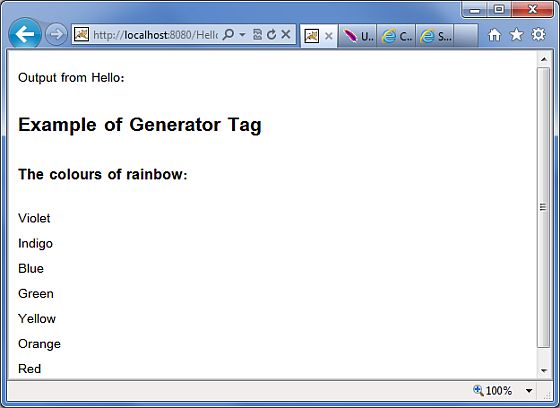 http://localhost:8080/Hell
U..
C...
S...
Output from Hello:
Example of Generator Tag
The colours of rainbow:
Violet
Indigo
Blue
Green
Yellow
Orange
Red
100%